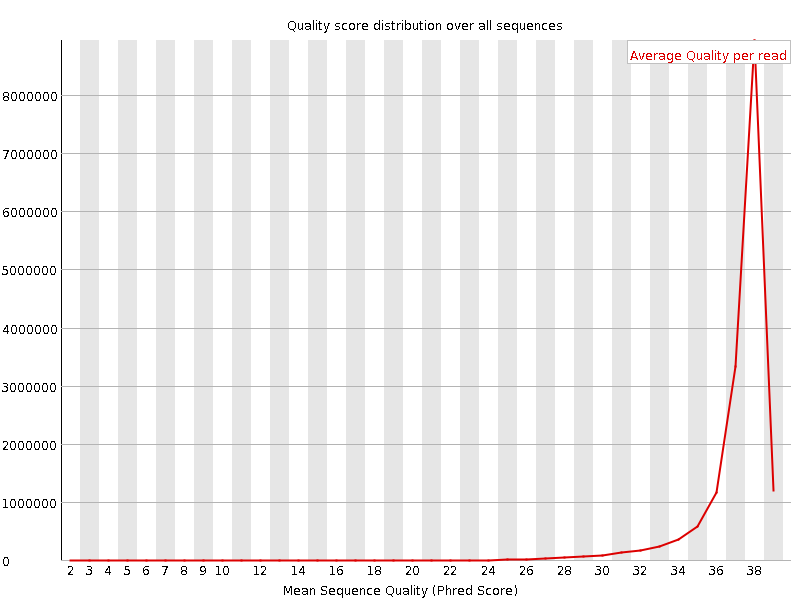 Quality score distribution over all sequences
Average Quality per read
8000000
7000000
6000000
5000000
4000000
3000000
2000000
1000000
0
2 3 4 5 6 7 8 9 10 12 14 16 18 20 22 24 26 28 30 32 34 36 38
Mean Sequence Quality (Phred Score)